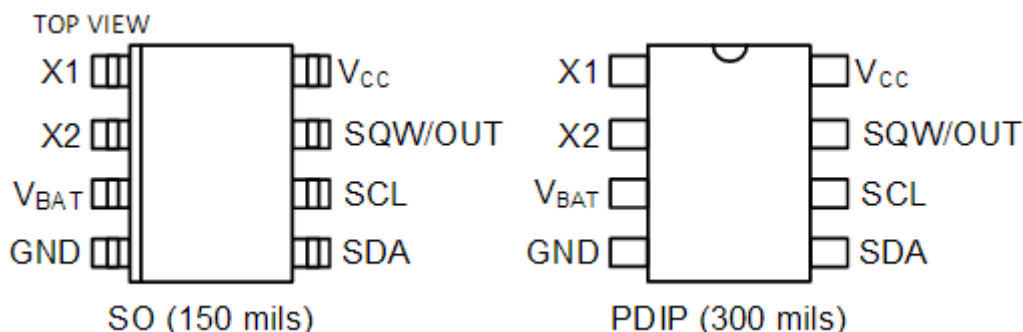 TOP VIEW
X1 VCC X1 VCC
X2 SQW/OUT X2 SQW/OUT
VBAT SCL VBAT SCL
GND SDA GND SDA
SO (150 mils) PDIP (300 mils)